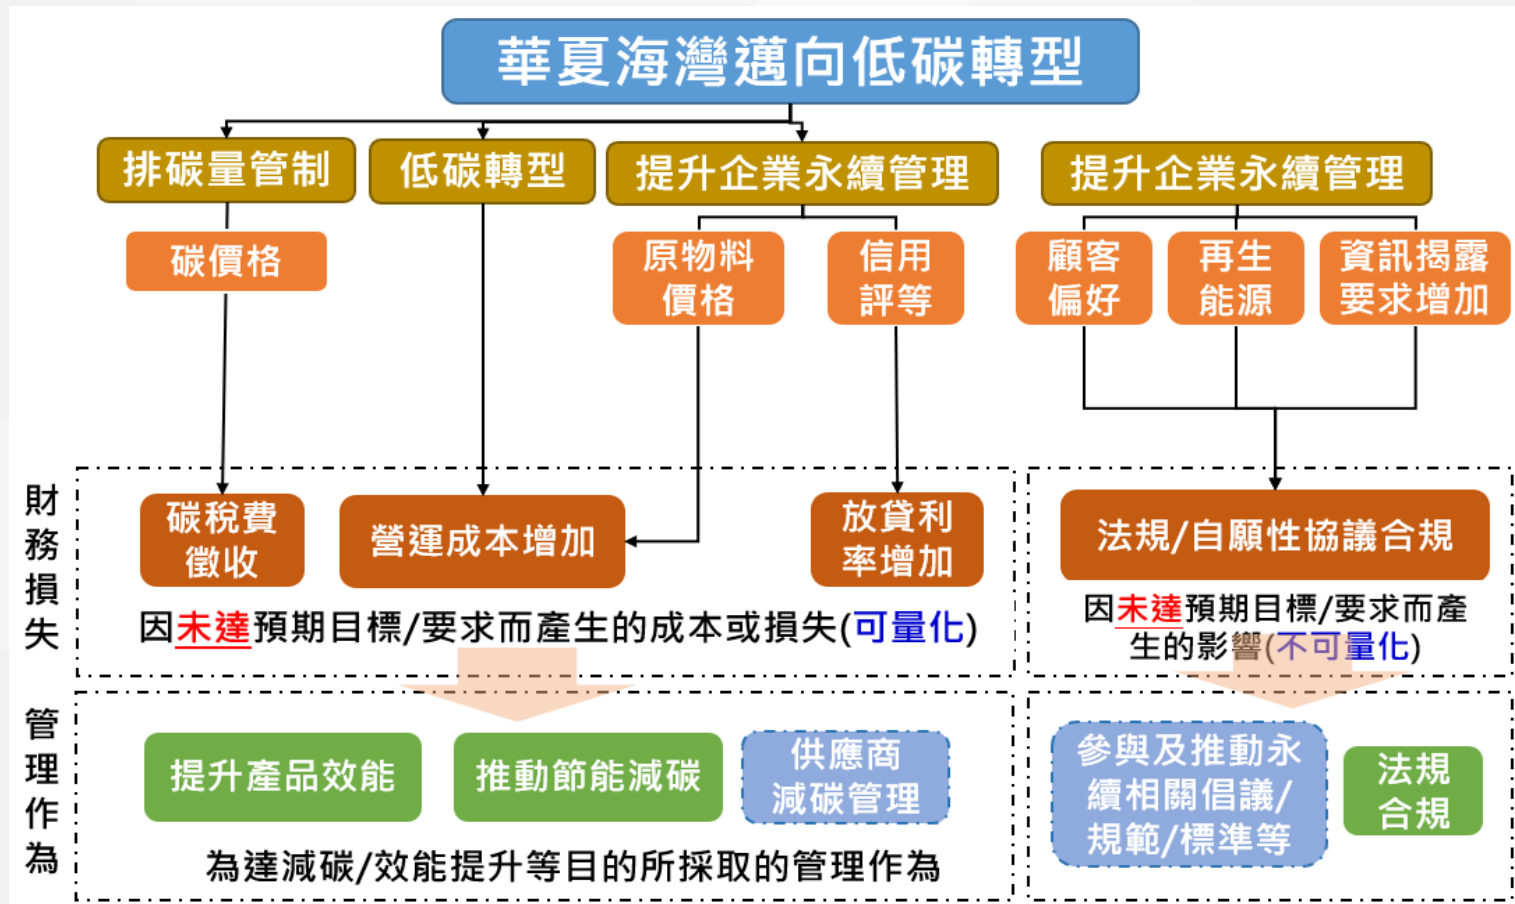 華夏海灣邁向低碳轉型
排碳量管制
低碳轉型
提升企業永續管理
提升企業永續管理
碳價格
原物料
價格
信用
評等
顧客
偏好
再生
能源
資訊揭露
要求增加
財務損失
碳稅費
徵收
營運成本增加
放貸利
率增加
法規/自願性協議合規
因未達預期目標/要求而產生的成本或損失(可量化)
因未達預期目標/要求而產
生的影響(不可量化)
管理作為
提升產品效能
推動節能減碳
供應商
減碳管理
參與及推動永
續相關倡議/
規範/標準等
法規
合規
為達減碳/效能提升等目的所採取的管理作為